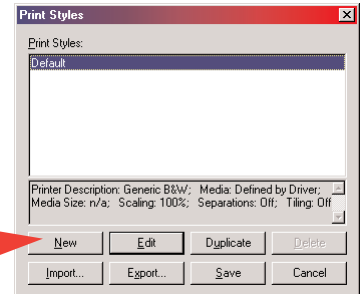 Print Styles
Print Styles:
Default
Printer Description: Generic B&W; Media: Defined by Driver;
Media Size: n/a; Scaling: 100%; Separations: Off; Tiling: Off
New Edit Duplicate Delete
Import... Export... Save Cancel